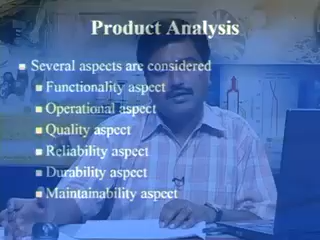 Product Analysis
Several aspects are considered
Functionality aspect
Operational aspect
Quality aspect
Reliability aspect
Durability aspect
Maintainability aspect